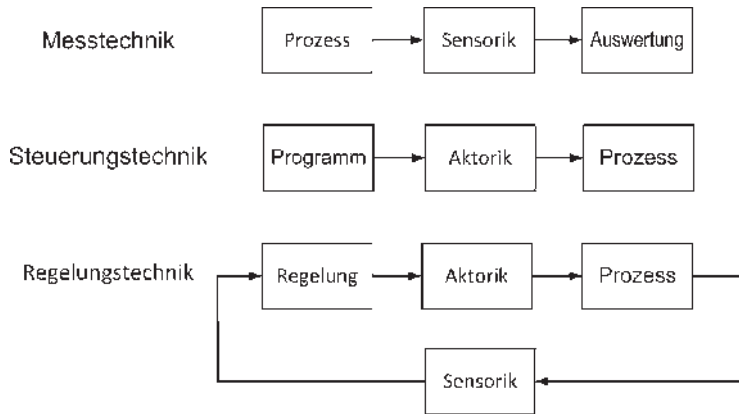 Messtechnik Prozess Sensorik Auswertung
Steuerungstechnik Programm Aktorik Prozess
Regelungstechnik Regelung Aktorik Prozess
Sensorik